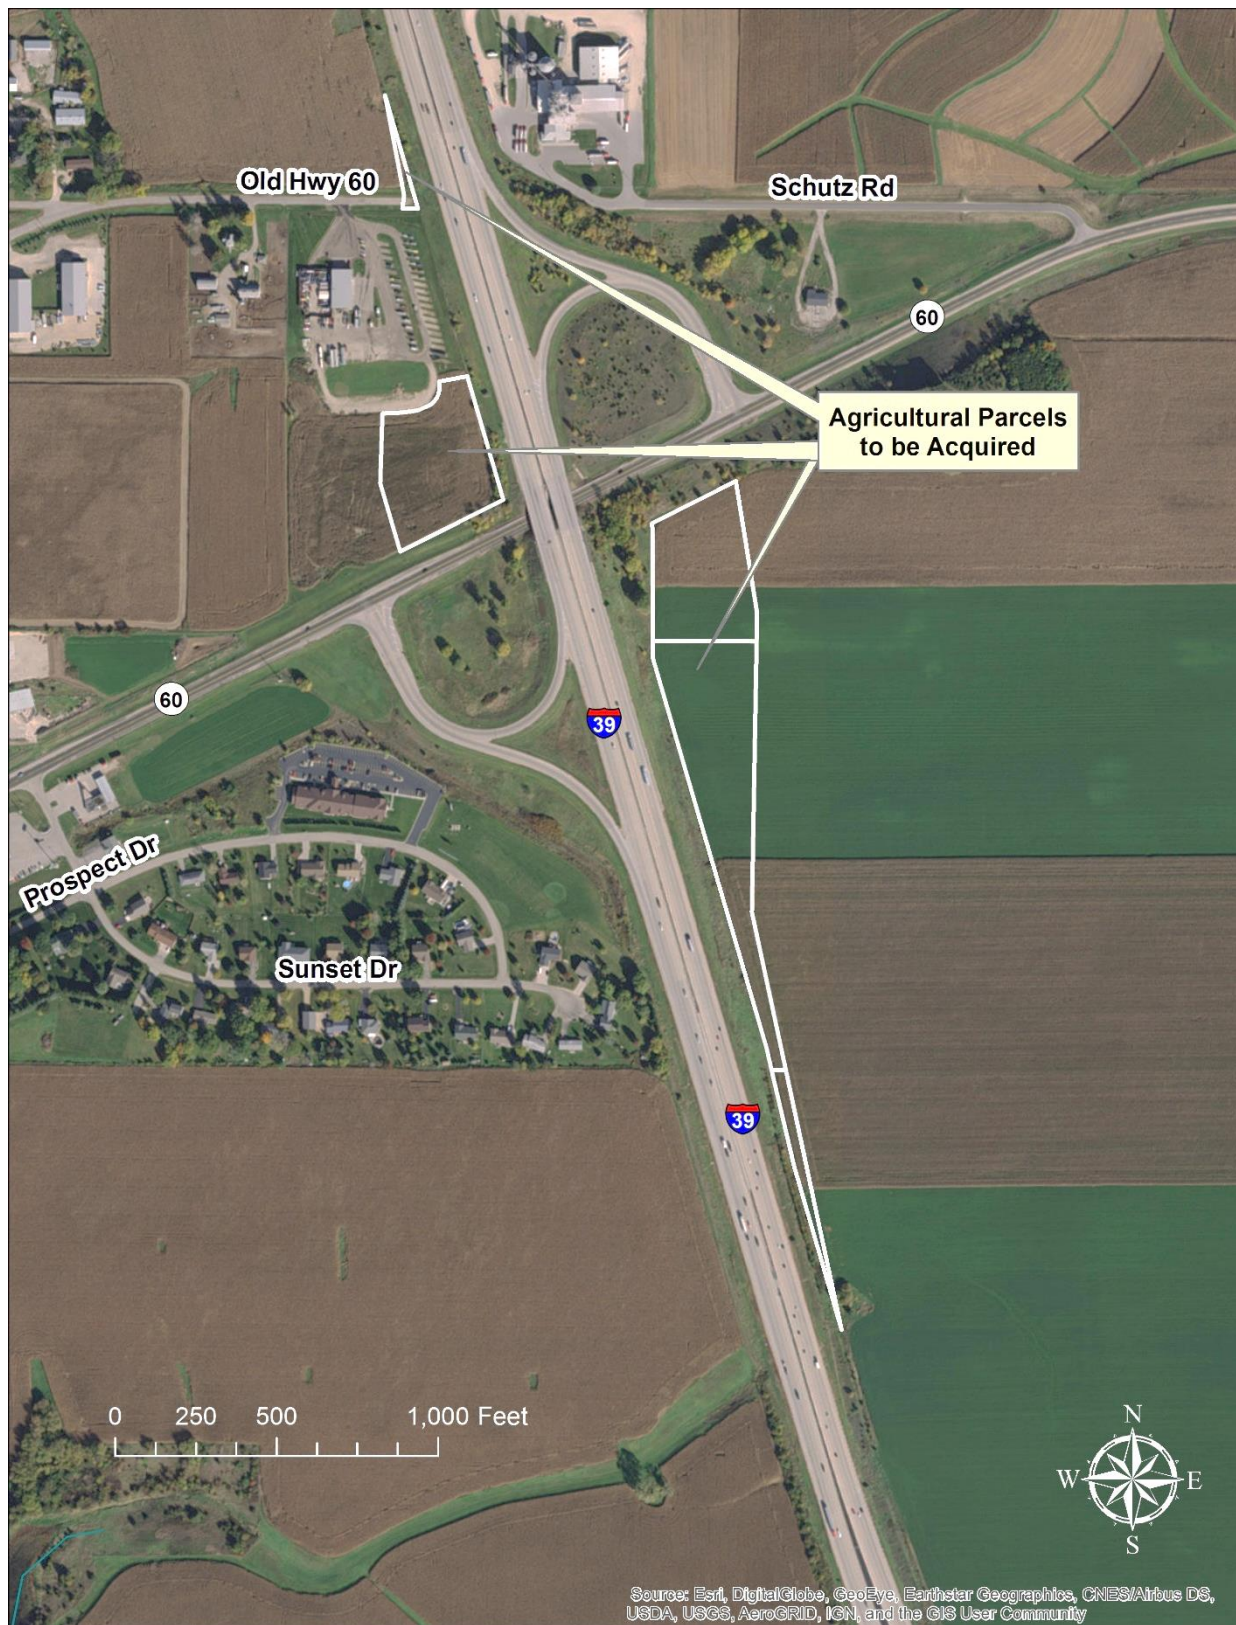 Old Hwy 60
Schutz Rd
60
Agricultural Parcels
to be Acquired
60
39
Prospect Dr
Sunset Dr
39
0 250 500 1,000 Feet
N
W E
S
Source: Esri, DigitalGlobe, GeoEye, Earthstar Geographics, CNES/Airbus DS,
USDA, USGS, AeroGRID, IGN, and the GIS User Community